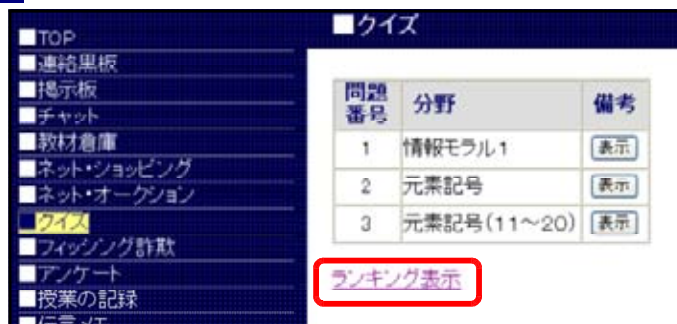 ■TOP
■連絡黒板
■掲示板
■チャット
■教材倉庫
■ネット・ショッピング
■ネット・オークション
■クイズ
■フィッシング詐欺
■アンケート
■授業の記録
■伝言メモ
■クイズ
問題番号 分野 備考
1 情報モラル1 表示
2 元素記号 表示
3 元素記号(11～20) 表示
ランキング表示